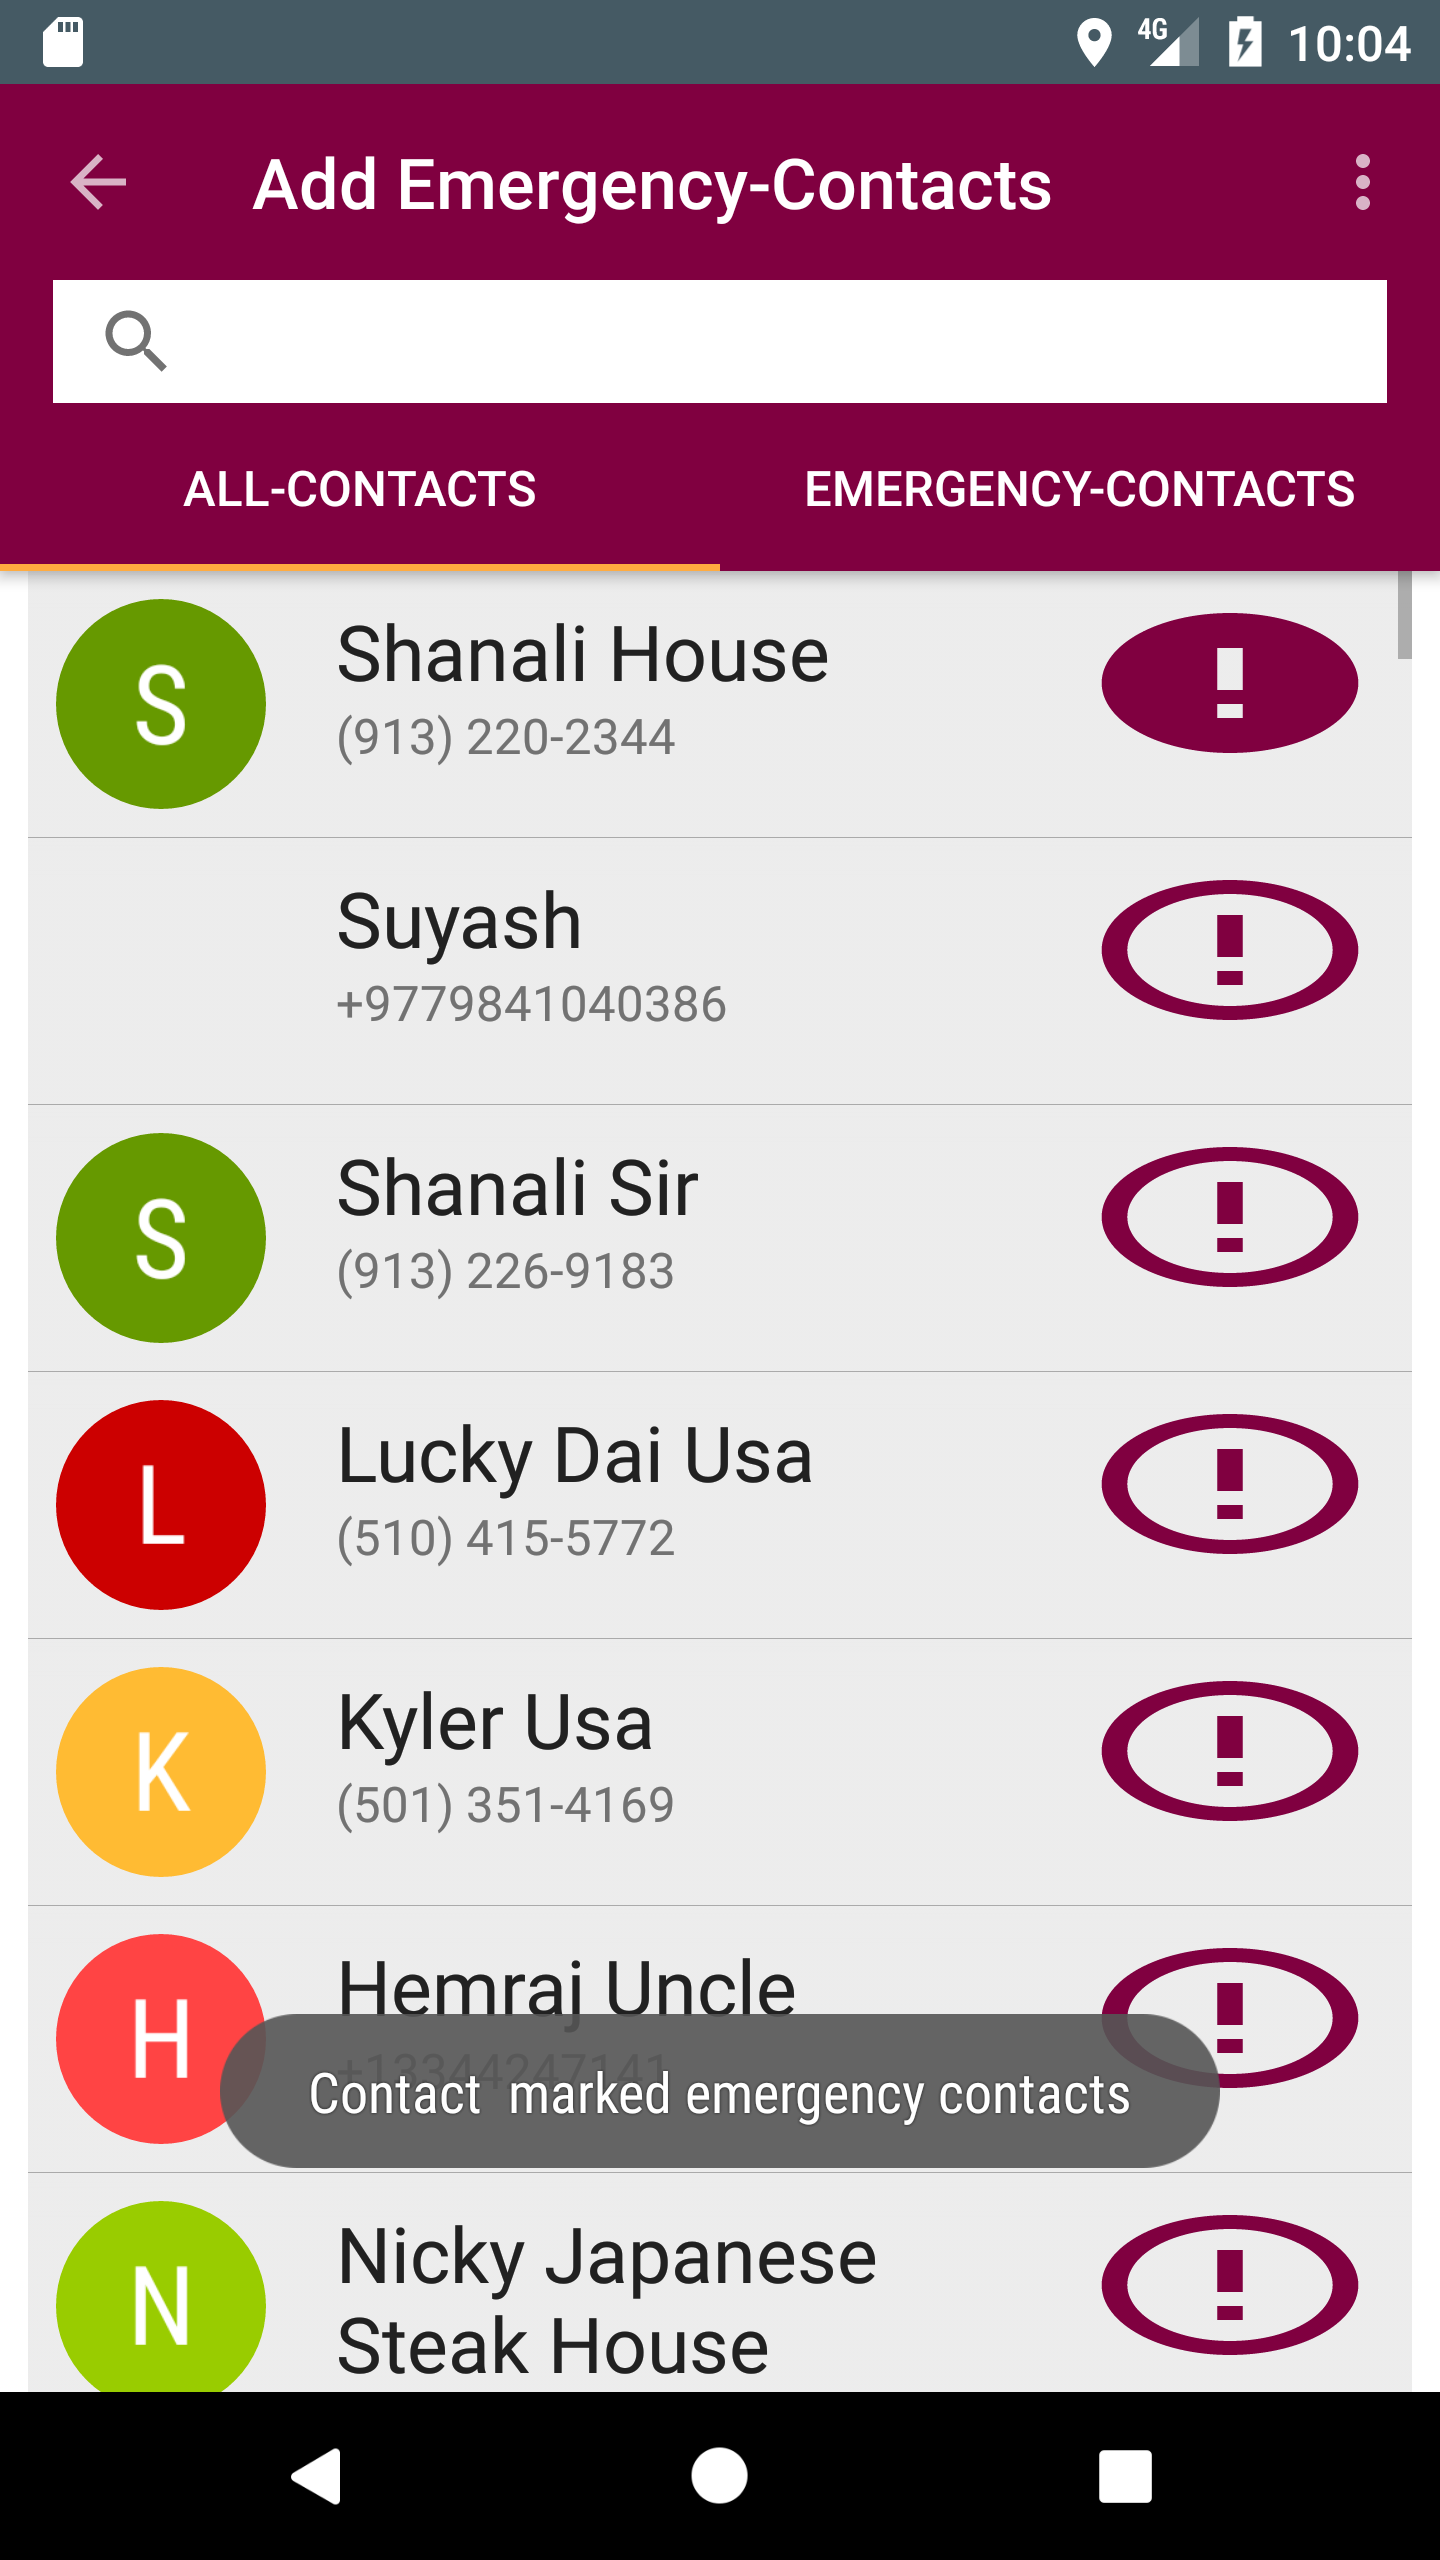 4G 10:04
Add Emergency-Contacts
ALL-CONTACTS EMERGENCY-CONTACTS
S Shanali House
(913) 220-2344
Suyash
+9779841040386
S Shanali Sir
(913) 226-9183
L Lucky Dai Usa
(510) 415-5772
K Kyler Usa
(501) 351-4169
H Hemraj Uncle
+13344247141
Contact marked emergency contacts
N Nicky Japanese
Steak House